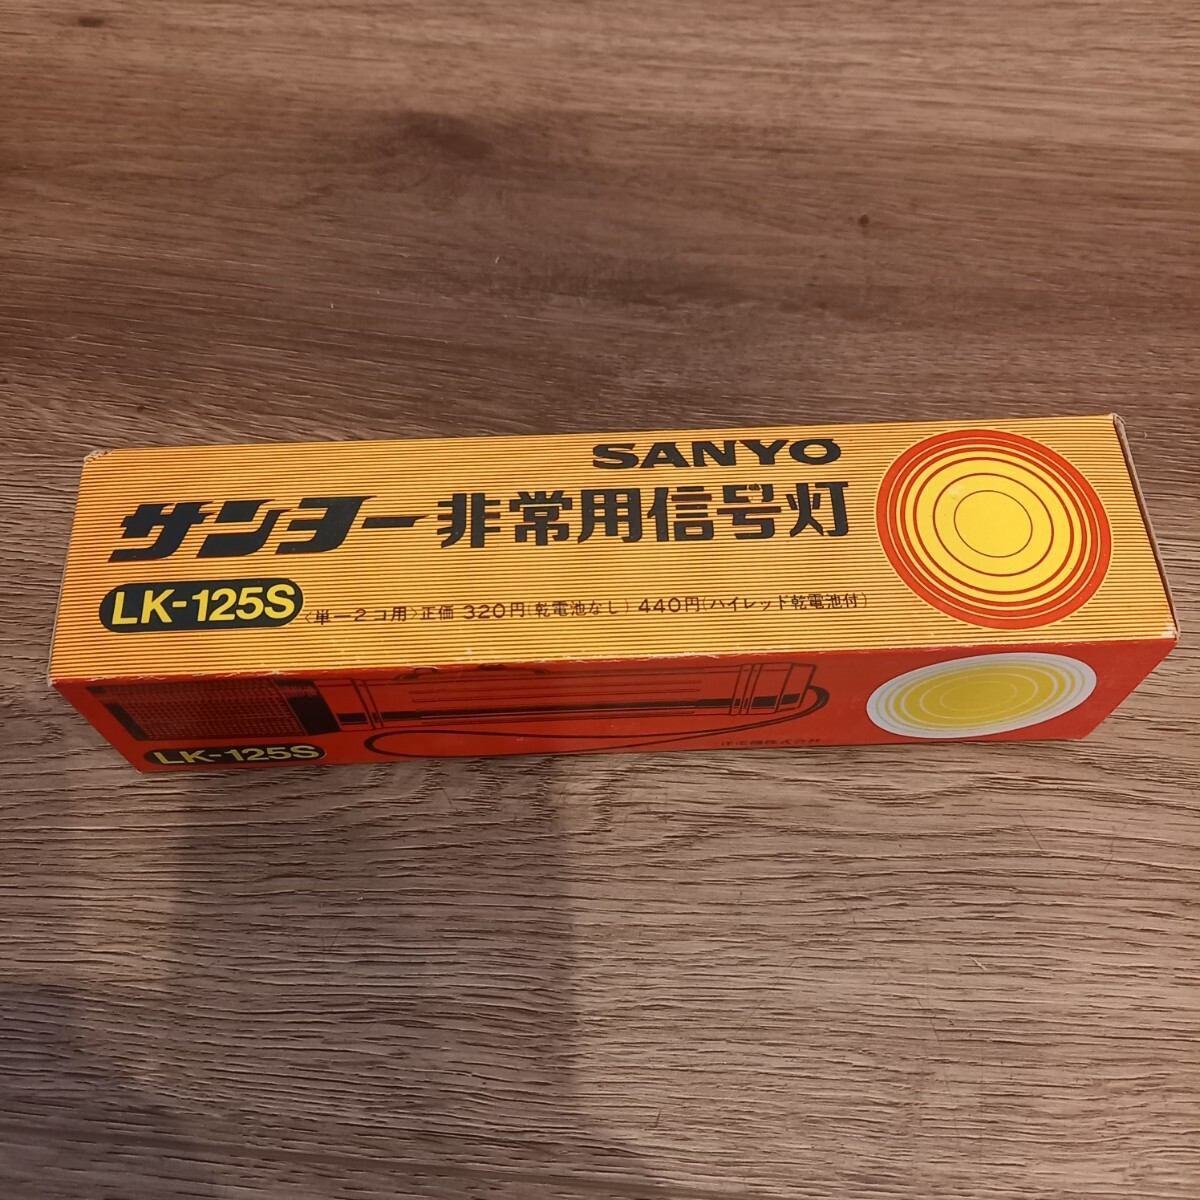 SANYO
サンヨー非常用信号灯
LK-125S 〈単一2コ用〉正価 320円(乾電池なし) 440円(ハイレッド乾電池付)
LK-125S